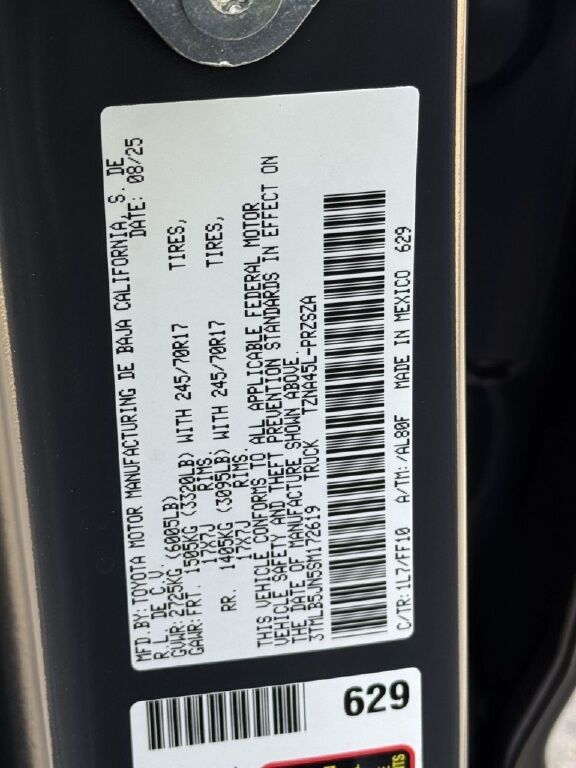 MFD.BY:TOYOTA MOTOR MANUFACTURING DE BAJA CALIFORNIA, S. DE
R.L. DE C.V. DATE: 08/25
GVWR: 2725KG (6005LB)
GAWR:FRT. 1505KG (3320LB) WITH 245/70R17 TIRES,
17X7J RIMS.
RR. 1405KG (3095LB) WITH 245/70R17 TIRES,
17X7J RIMS.
THIS VEHICLE CONFORMS TO ALL APPLICABLE FEDERAL MOTOR
VEHICLE SAFETY AND THEFT PREVENTION STANDARDS IN EFFECT ON
THE DATE OF MANUFACTURE SHOWN ABOVE.
3TMLB5JN5SM172619 TRUCK TZNA45L-PRZSZA
C/TR:1L7/FF10 A/TM:/AL80F MADE IN MEXICO 629
629